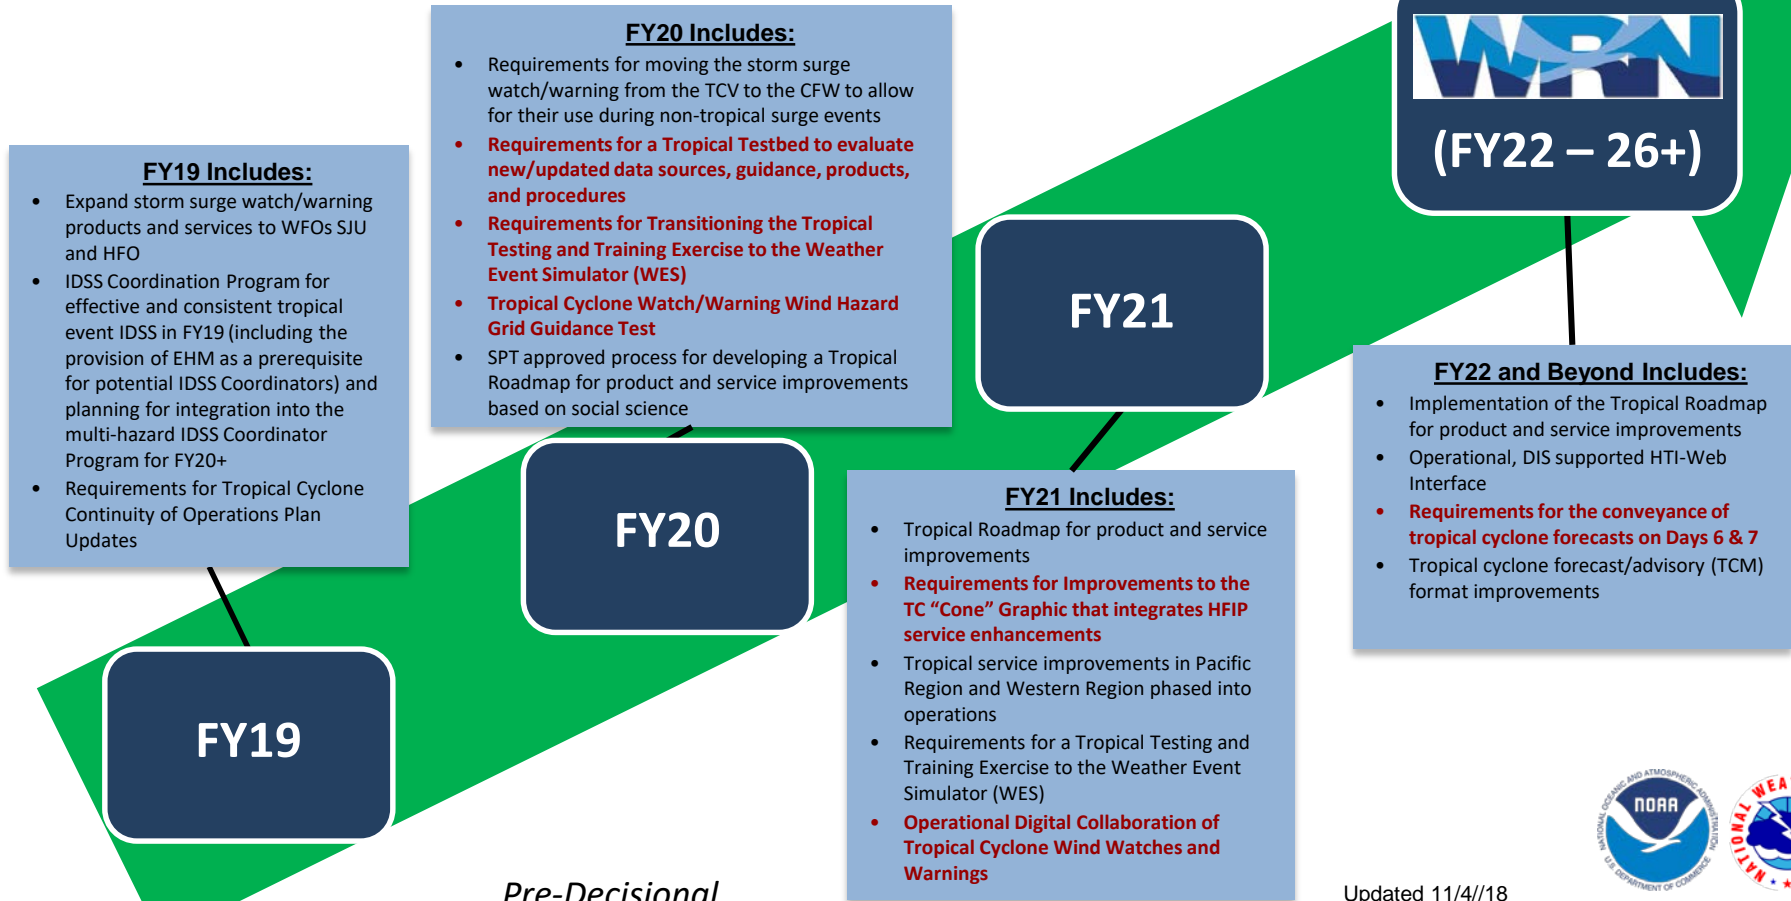 FY19 Includes:
• Expand storm surge watch/warning
products and services to WFOs SJU
and HFO
• IDSS Coordination Program for
effective and consistent tropical
event IDSS in FY19 (including the
provision of EHM as a prerequisite
for potential IDSS Coordinators) and
planning for integration into the
multi-hazard IDSS Coordinator
Program for FY20+
• Requirements for Tropical Cyclone
Continuity of Operations Plan
Updates
FY19
FY20 Includes:
• Requirements for moving the storm surge
watch/warning from the TCV to the CFW to allow
for their use during non-tropical surge events
• Requirements for a Tropical Testbed to evaluate
new/updated data sources, guidance, products,
and procedures
• Requirements for Transitioning the Tropical
Testing and Training Exercise to the Weather
Event Simulator (WES)
• Tropical Cyclone Watch/Warning Wind Hazard
Grid Guidance Test
• SPT approved process for developing a Tropical
Roadmap for product and service improvements
based on social science
FY20
FY21
FY21 Includes:
• Tropical Roadmap for product and service
improvements
• Requirements for Improvements to the
TC “Cone” Graphic that integrates HFIP
service enhancements
• Tropical service improvements in Pacific
Region and Western Region phased into
operations
• Requirements for a Tropical Testing and
Training Exercise to the Weather Event
Simulator (WES)
• Operational Digital Collaboration of
Tropical Cyclone Wind Watches and
Warnings
WRN
(FY22 – 26+)
FY22 and Beyond Includes:
• Implementation of the Tropical Roadmap
for product and service improvements
• Operational, DIS supported HTI-Web
Interface
• Requirements for the conveyance of
tropical cyclone forecasts on Days 6 & 7
• Tropical cyclone forecast/advisory (TCM)
format improvements
Pre-Decisional
Updated 11/4//18
NATIONAL OCEANIC AND ATMOSPHERIC ADMINISTRATION
NOAA
U.S. DEPARTMENT OF COMMERCE
NATIONAL WEA